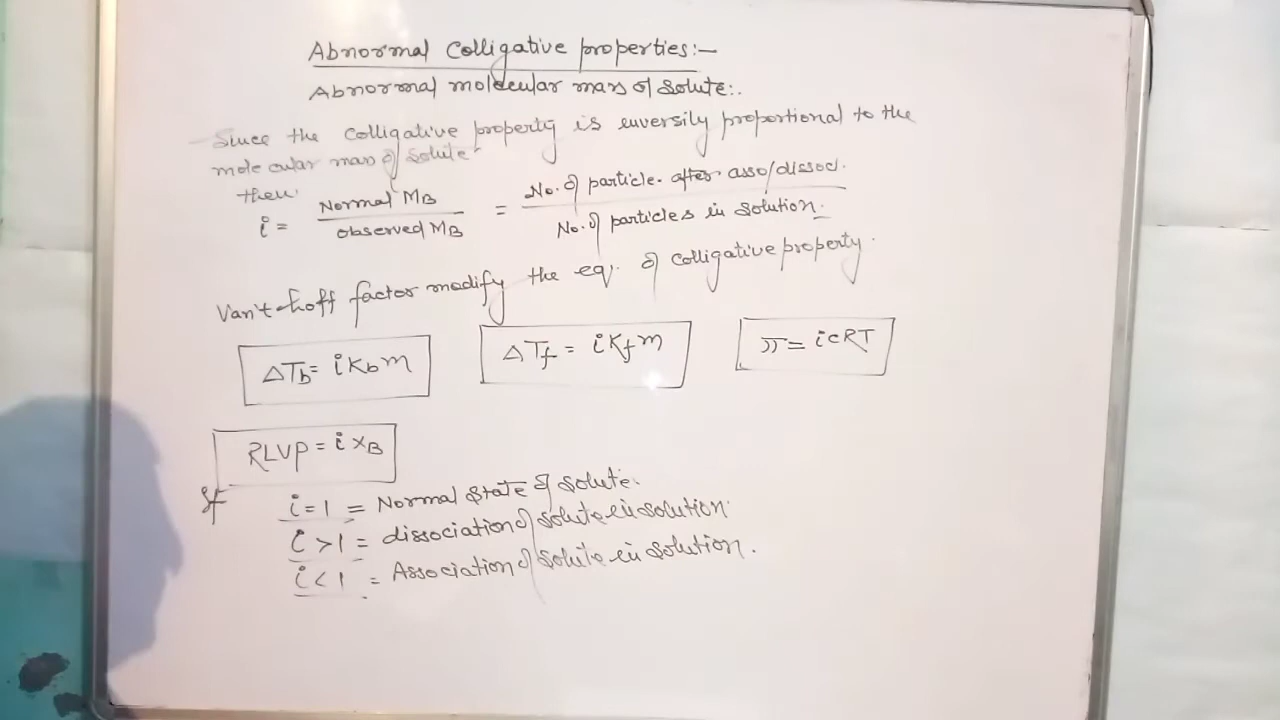 Abnormal Colligative properties:-
Abnormal molecular mass of Solute:.
Since the Colligative property is inversily proportional to the
molecular mass of Solute
then
i = Normal MB / observed MB = No. of particle. after asso/dissoc. / No. of particles in Solution.
Van't hoff factor modify the eq. of Colligative property.
ΔTb = iKbm
ΔTf = iKfm
π = icRT
RLVP = iXB
If i=1 = Normal State of Solute.
i>1 = dissociation of Solute in Solution.
i<1 = Association of Solute in Solution.